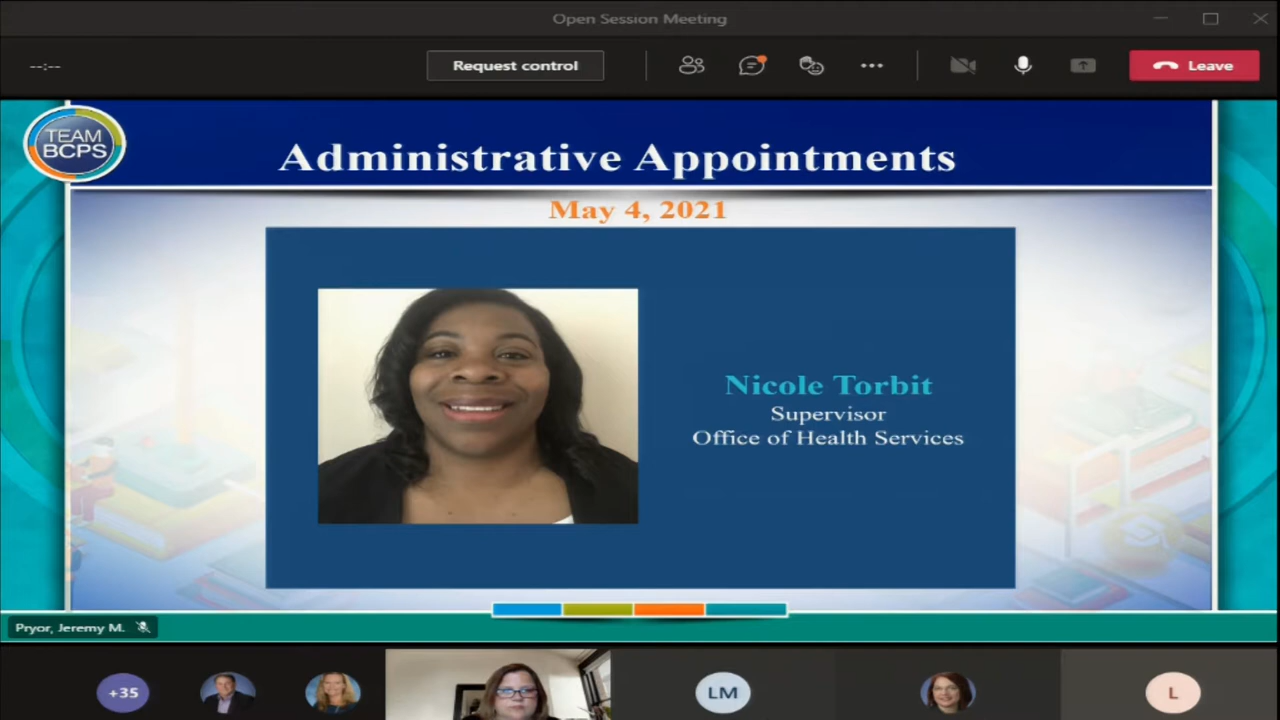 Open Session Meeting
--:--
Request control
Leave
TEAM
BCPS
Administrative Appointments
May 4, 2021
Nicole Torbit
Supervisor
Office of Health Services
Pryor, Jeremy M.
+35
LM
L